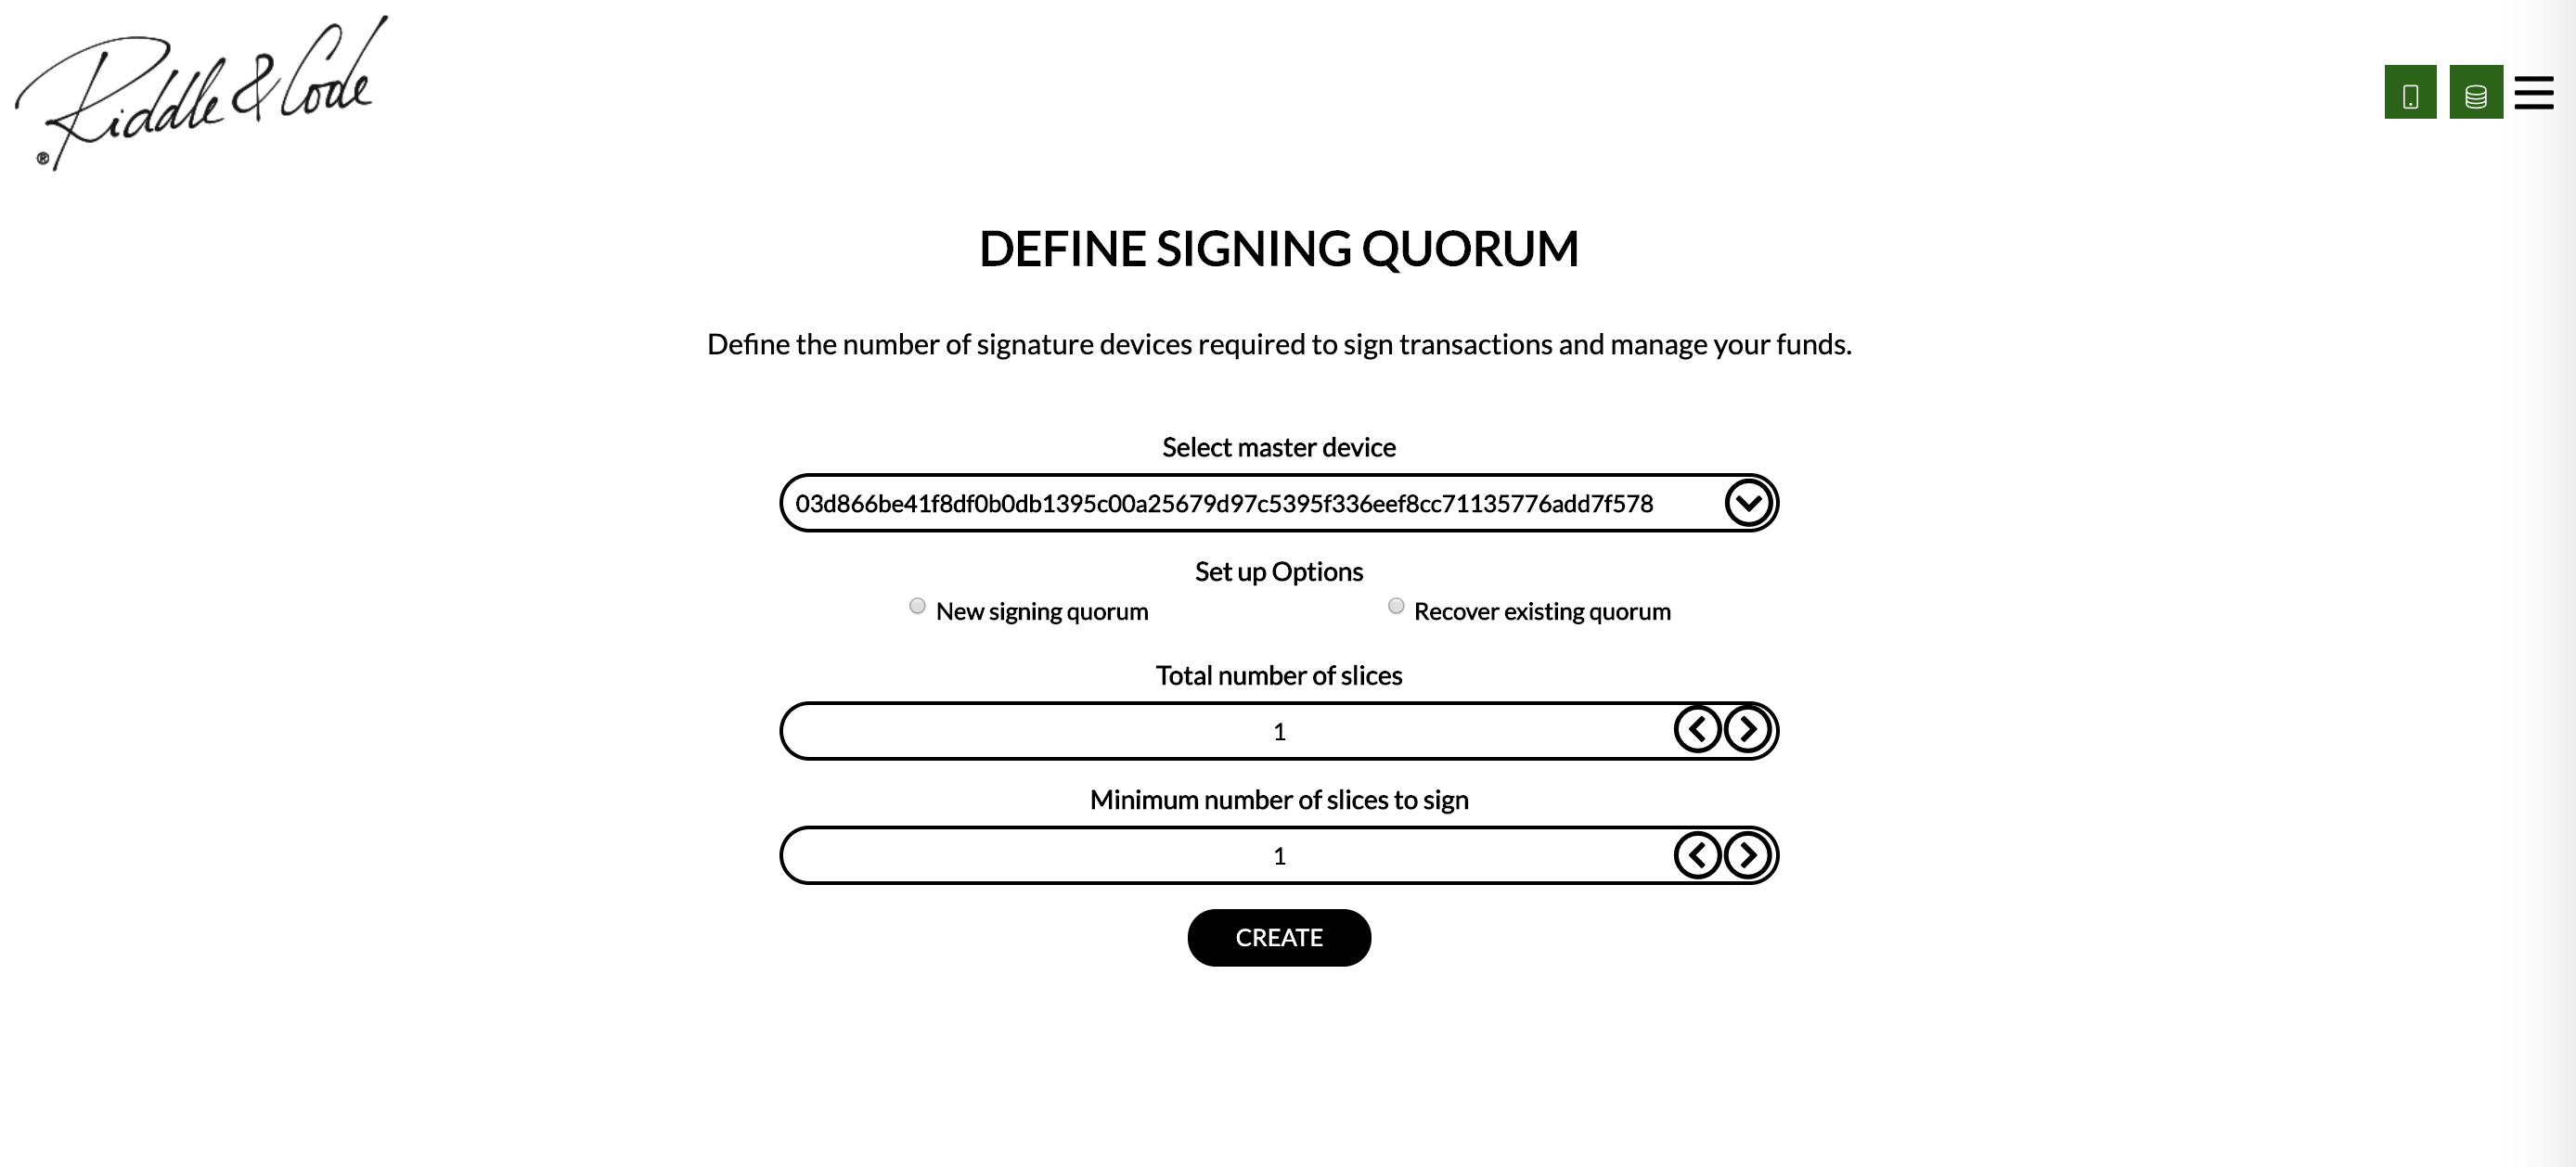 Riddle & Code
®
DEFINE SIGNING QUORUM
Define the number of signature devices required to sign transactions and manage your funds.
Select master device
03d866be41f8df0b0db1395c00a25679d97c5395f336eef8cc71135776add7f578
Set up Options
New signing quorum
Recover existing quorum
Total number of slices
1
Minimum number of slices to sign
1
CREATE